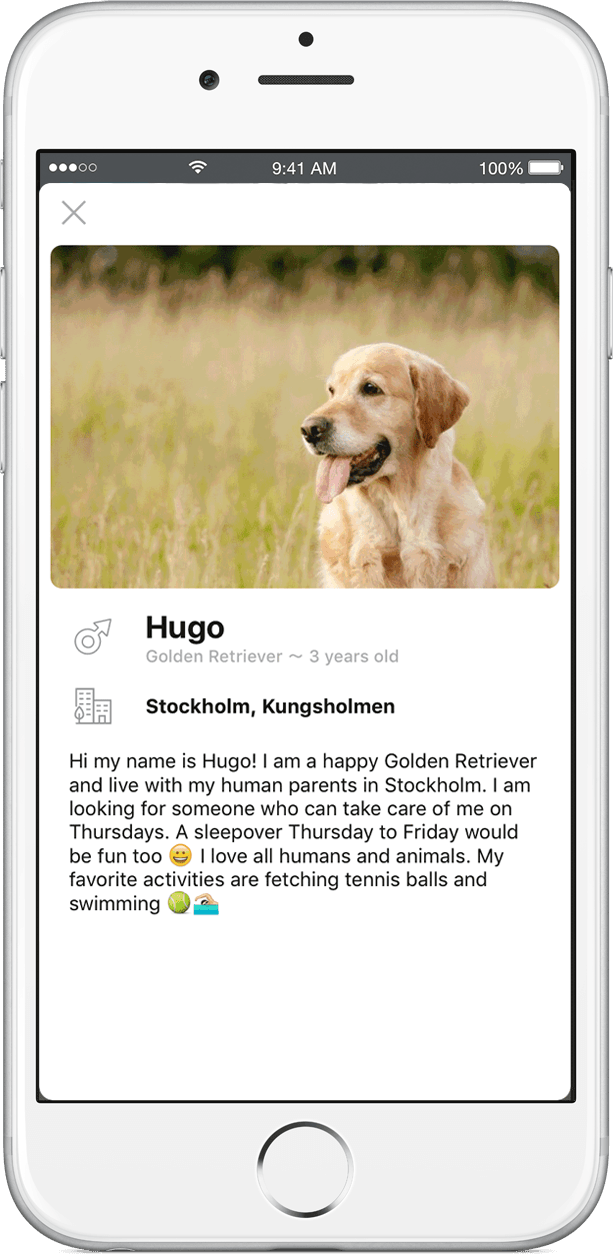 9:41 AM 100%
Hugo
Golden Retriever ~ 3 years old
Stockholm, Kungsholmen
Hi my name is Hugo! I am a happy Golden Retriever
and live with my human parents in Stockholm. I am
looking for someone who can take care of me on
Thursdays. A sleepover Thursday to Friday would
be fun too 😀 I love all humans and animals. My
favorite activities are fetching tennis balls and
swimming 🎾🏊🏼